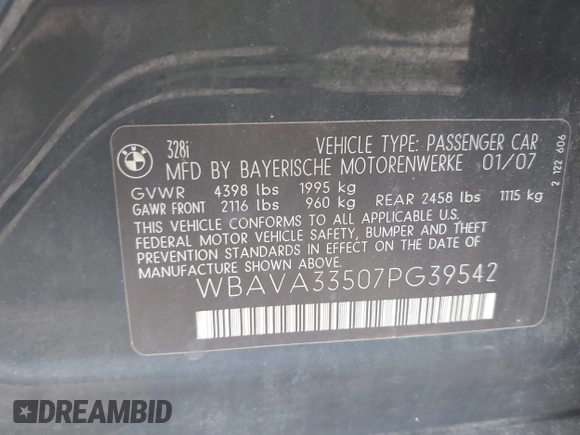 BMW
328i VEHICLE TYPE: PASSENGER CAR
MFD BY BAYERISCHE MOTORENWERKE 01/07
GVWR 4398 lbs 1995 kg
GAWR FRONT 2116 lbs 960 kg REAR 2458 lbs 1115 kg
THIS VEHICLE CONFORMS TO ALL APPLICABLE U.S.
FEDERAL MOTOR VEHICLE SAFETY, BUMPER AND THEFT
PREVENTION STANDARDS IN EFFECT ON THE DATE OF
MANUFACTURE SHOWN ABOVE.
WBAVA33507PG39542
2 122 606
DREAMBID